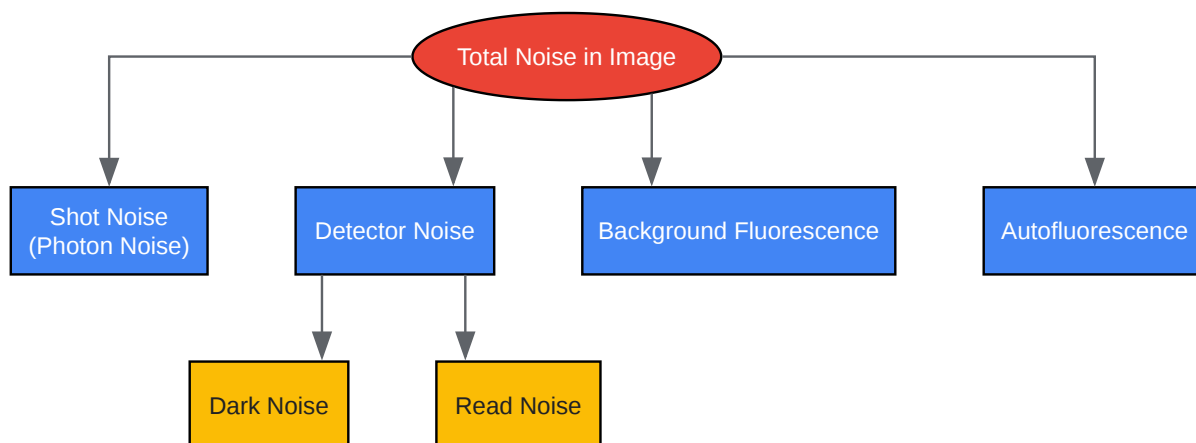 Total Noise in Image
Shot Noise
(Photon Noise)
Detector Noise
Background Fluorescence
Autofluorescence
Dark Noise
Read Noise